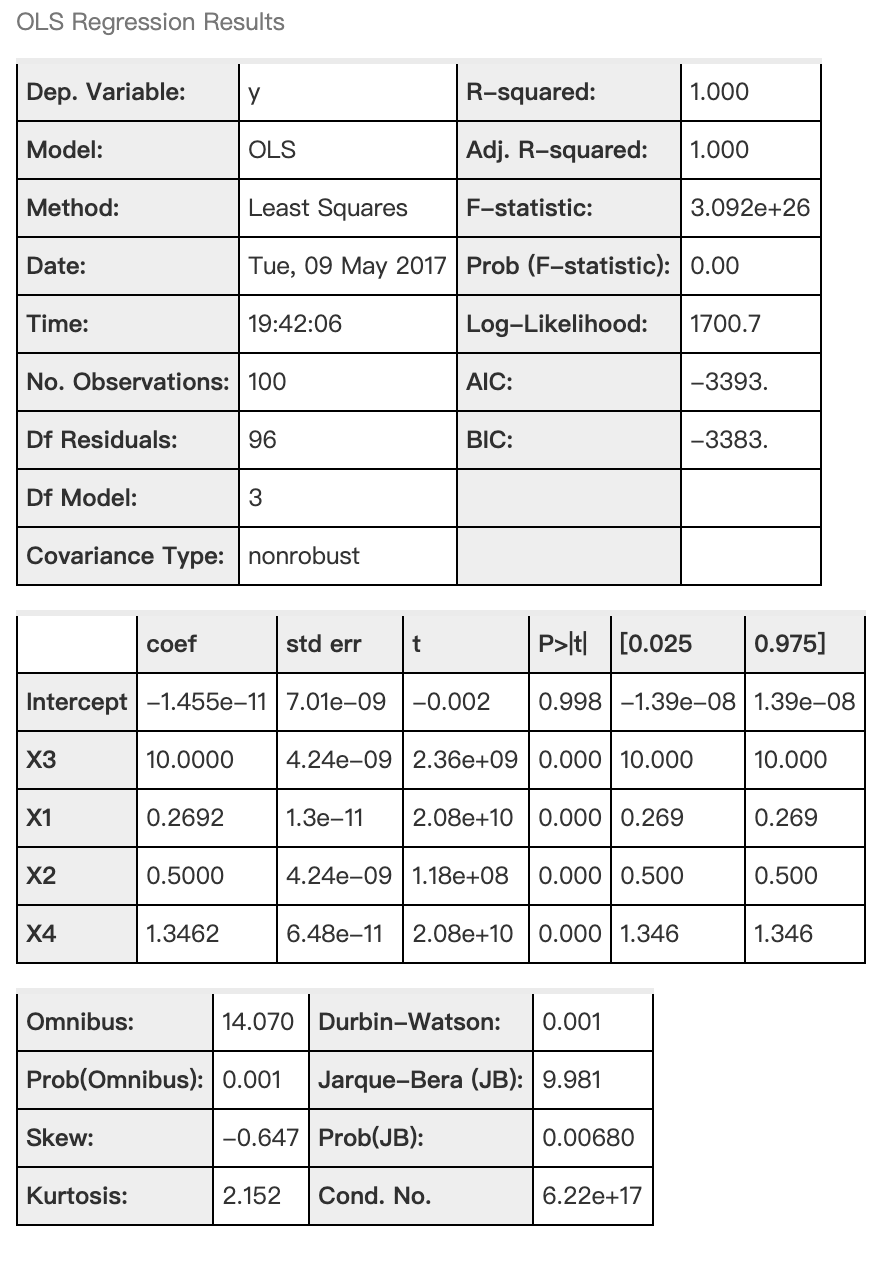 OLS Regression Results
Dep. Variable: y R-squared: 1.000
Model: OLS Adj. R-squared: 1.000
Method: Least Squares F-statistic: 3.092e+26
Date: Tue, 09 May 2017 Prob (F-statistic): 0.00
Time: 19:42:06 Log-Likelihood: 1700.7
No. Observations: 100 AIC: -3393.
Df Residuals: 96 BIC: -3383.
Df Model: 3
Covariance Type: nonrobust
coef std err t P>|t| [0.025 0.975]
Intercept -1.455e-11 7.01e-09 -0.002 0.998 -1.39e-08 1.39e-08
X3 10.0000 4.24e-09 2.36e+09 0.000 10.000 10.000
X1 0.2692 1.3e-11 2.08e+10 0.000 0.269 0.269
X2 0.5000 4.24e-09 1.18e+08 0.000 0.500 0.500
X4 1.3462 6.48e-11 2.08e+10 0.000 1.346 1.346
Omnibus: 14.070 Durbin-Watson: 0.001
Prob(Omnibus): 0.001 Jarque-Bera (JB): 9.981
Skew: -0.647 Prob(JB): 0.00680
Kurtosis: 2.152 Cond. No. 6.22e+17